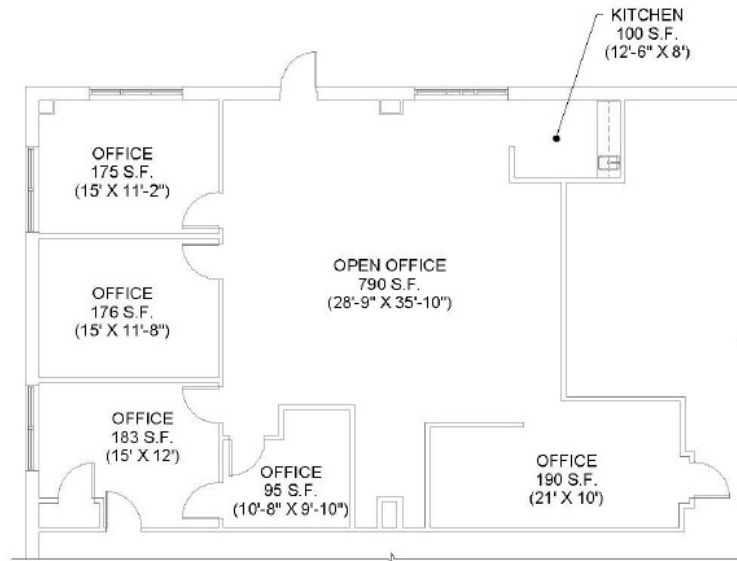 KITCHEN
100 S.F.
(12'-6" X 8')
OFFICE
175 S.F.
(15' X 11'-2")
OPEN OFFICE
790 S.F.
(28'-9" X 35'-10")
OFFICE
176 S.F.
(15' X 11'-8")
OFFICE
183 S.F.
(15' X 12')
OFFICE
95 S.F.
(10'-8" X 9'-10")
OFFICE
190 S.F.
(21' X 10')